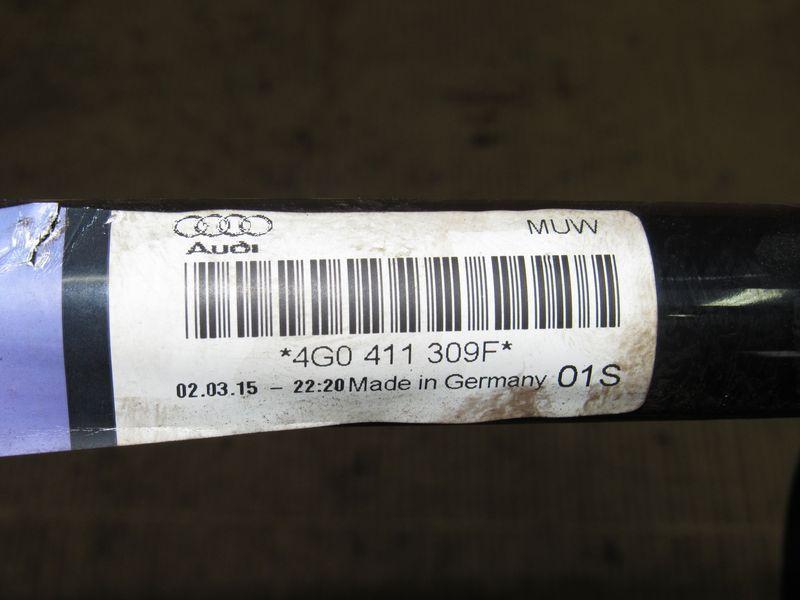 MUW
Audi
*4G0 411 309F*
02.03.15 – 22:20 Made in Germany 01S